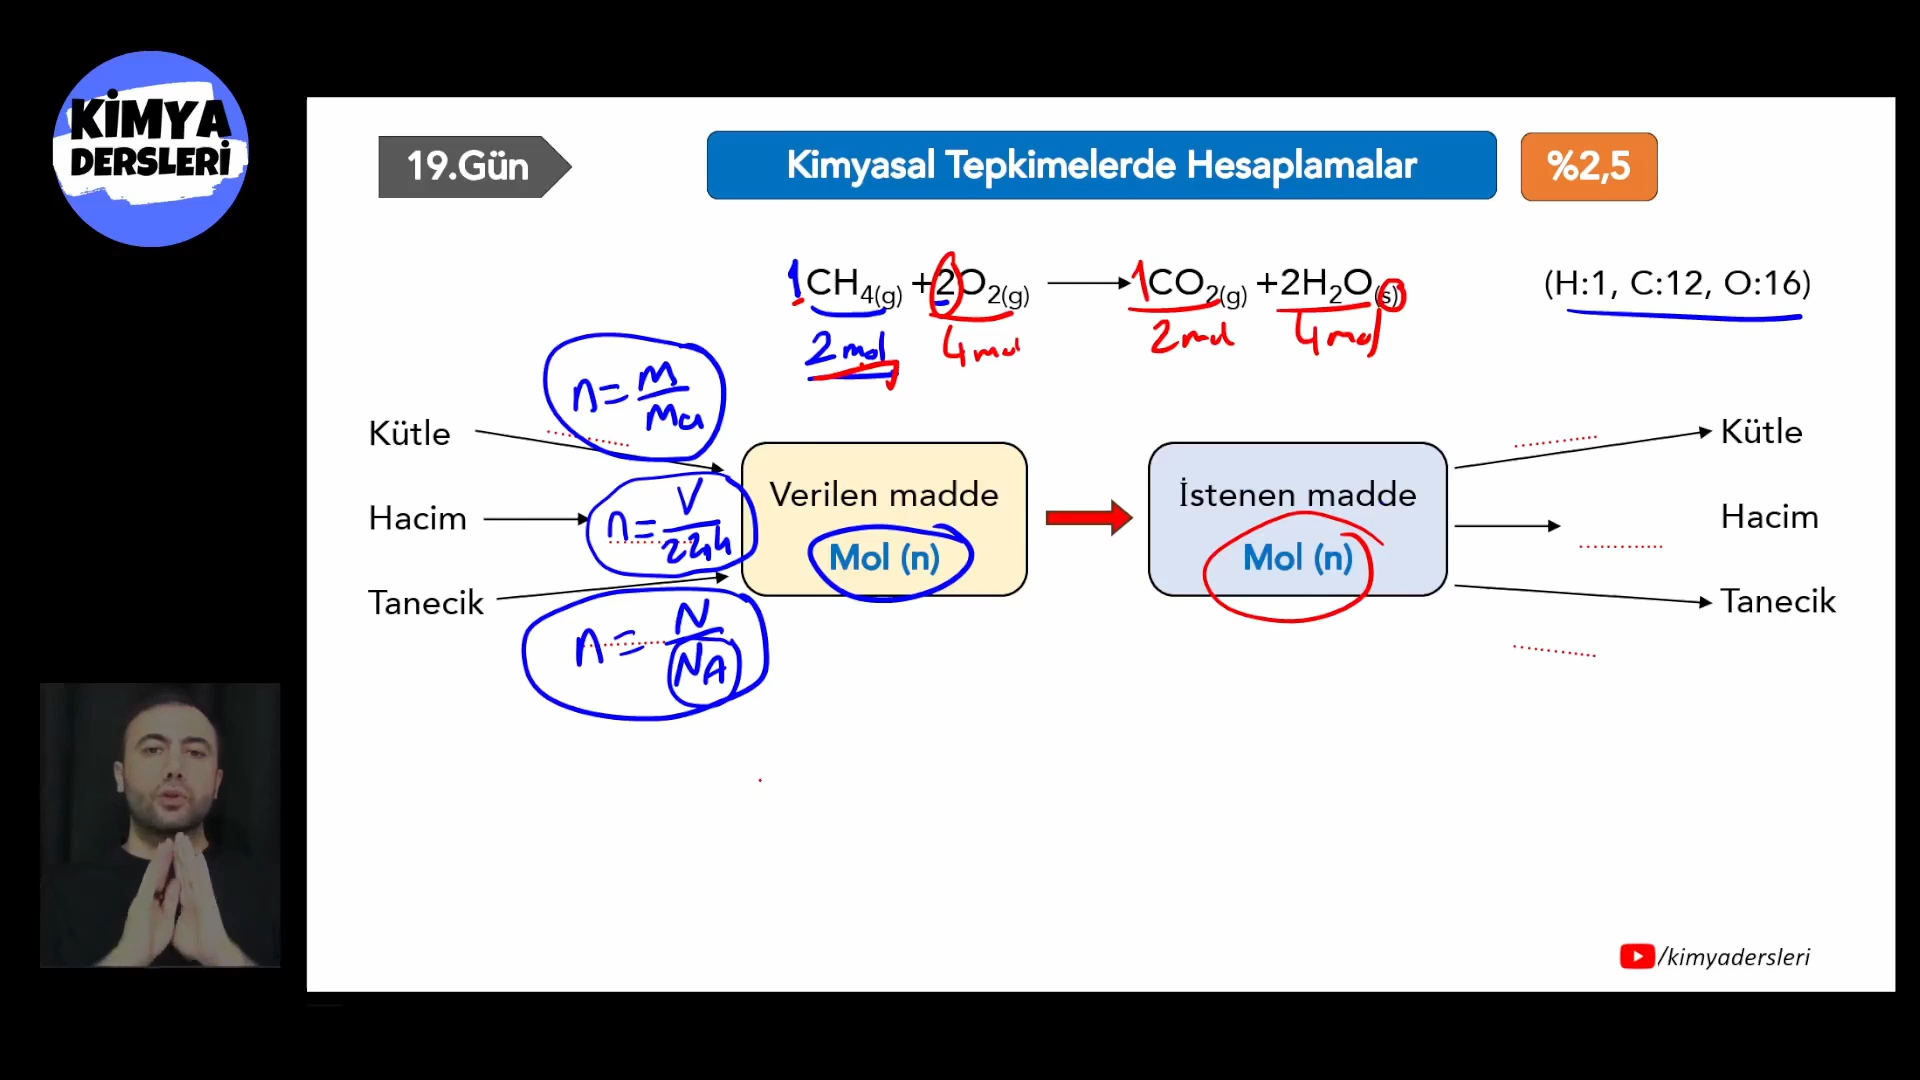 KİMYA
DERSLERİ
19.Gün
Kimyasal Tepkimelerde Hesaplamalar
%2,5
1CH4(g) + 2O2(g) → 1CO2(g) + 2H2O(s)
(H:1, C:12, O:16)
2 mol 4 mol 2 mol 4 mol
n = m/MA
Kütle
n = V/22,4
Hacim
Tanecik
n = N/NA
Verilen madde
Mol (n)
İstenen madde
Mol (n)
Kütle
Hacim
Tanecik
/kimyadersleri